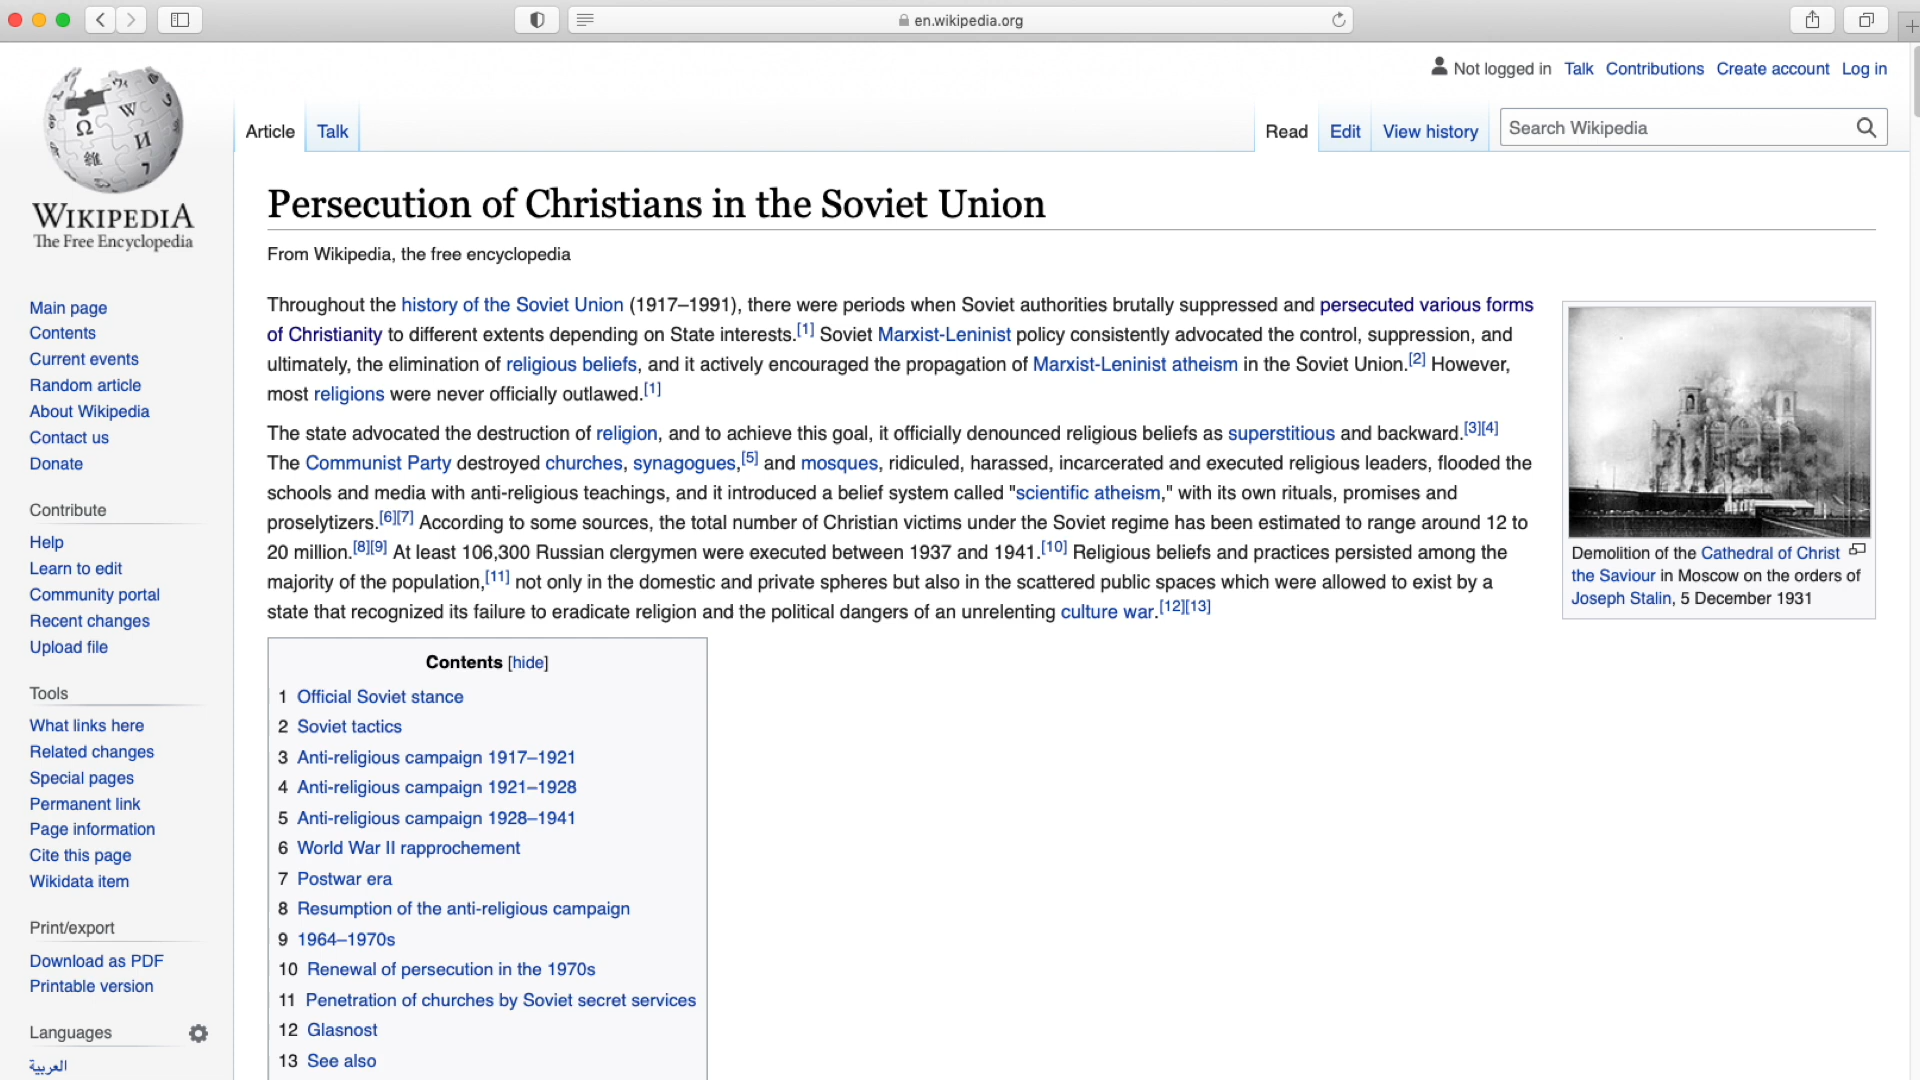 en.wikipedia.org
Not logged in Talk Contributions Create account Log in
Article Talk Read Edit View history Search Wikipedia
WIKIPEDIA
The Free Encyclopedia
Main page
Contents
Current events
Random article
About Wikipedia
Contact us
Donate
Contribute
Help
Learn to edit
Community portal
Recent changes
Upload file
Tools
What links here
Related changes
Special pages
Permanent link
Page information
Cite this page
Wikidata item
Print/export
Download as PDF
Printable version
Languages
العربية
Persecution of Christians in the Soviet Union
From Wikipedia, the free encyclopedia
Throughout the history of the Soviet Union (1917–1991), there were periods when Soviet authorities brutally suppressed and persecuted various forms
of Christianity to different extents depending on State interests.[1] Soviet Marxist-Leninist policy consistently advocated the control, suppression, and
ultimately, the elimination of religious beliefs, and it actively encouraged the propagation of Marxist-Leninist atheism in the Soviet Union.[2] However,
most religions were never officially outlawed.[1]
The state advocated the destruction of religion, and to achieve this goal, it officially denounced religious beliefs as superstitious and backward.[3][4]
The Communist Party destroyed churches, synagogues,[5] and mosques, ridiculed, harassed, incarcerated and executed religious leaders, flooded the
schools and media with anti-religious teachings, and it introduced a belief system called "scientific atheism," with its own rituals, promises and
proselytizers.[6][7] According to some sources, the total number of Christian victims under the Soviet regime has been estimated to range around 12 to
20 million.[8][9] At least 106,300 Russian clergymen were executed between 1937 and 1941.[10] Religious beliefs and practices persisted among the
majority of the population,[11] not only in the domestic and private spheres but also in the scattered public spaces which were allowed to exist by a
state that recognized its failure to eradicate religion and the political dangers of an unrelenting culture war.[12][13]
Demolition of the Cathedral of Christ
the Saviour in Moscow on the orders of
Joseph Stalin, 5 December 1931
Contents [hide]
1 Official Soviet stance
2 Soviet tactics
3 Anti-religious campaign 1917–1921
4 Anti-religious campaign 1921–1928
5 Anti-religious campaign 1928–1941
6 World War II rapprochement
7 Postwar era
8 Resumption of the anti-religious campaign
9 1964–1970s
10 Renewal of persecution in the 1970s
11 Penetration of churches by Soviet secret services
12 Glasnost
13 See also